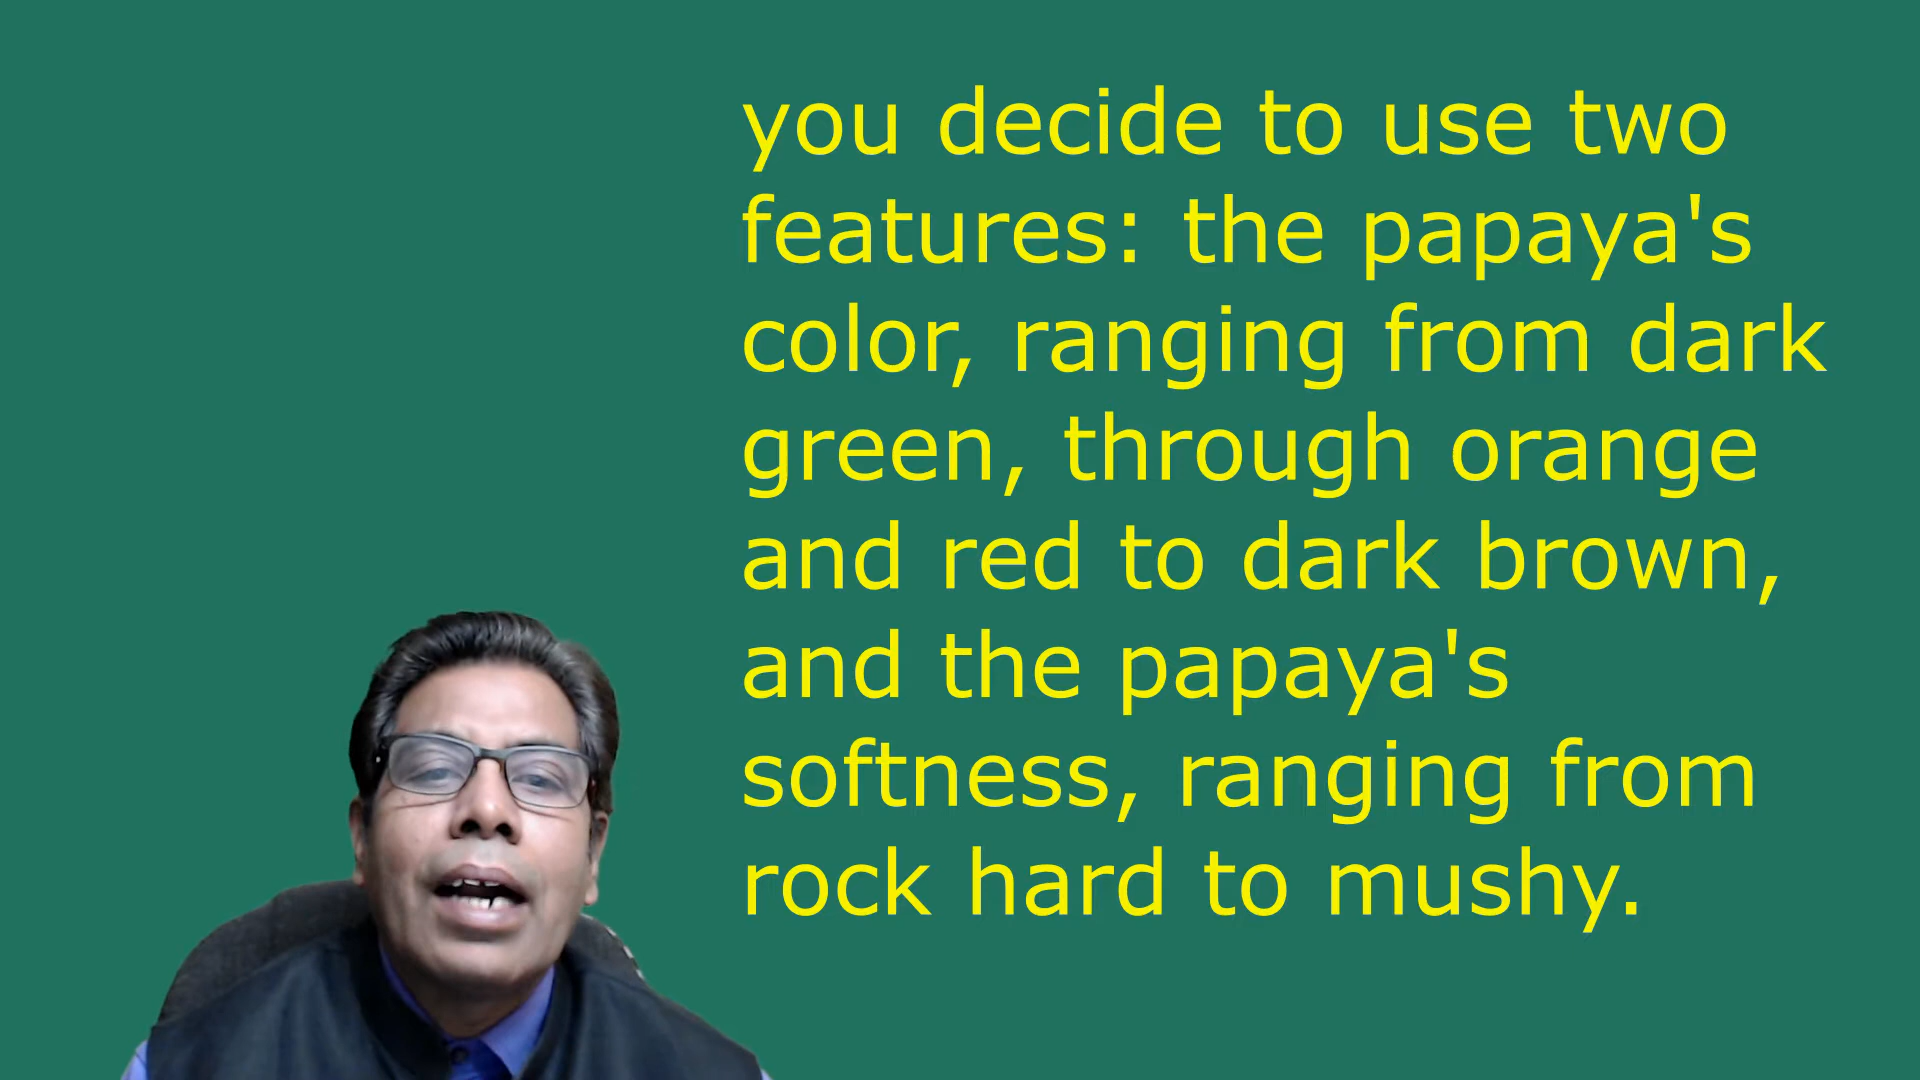 you decide to use two
features: the papaya's
color, ranging from dark
green, through orange
and red to dark brown,
and the papaya's
softness, ranging from
rock hard to mushy.